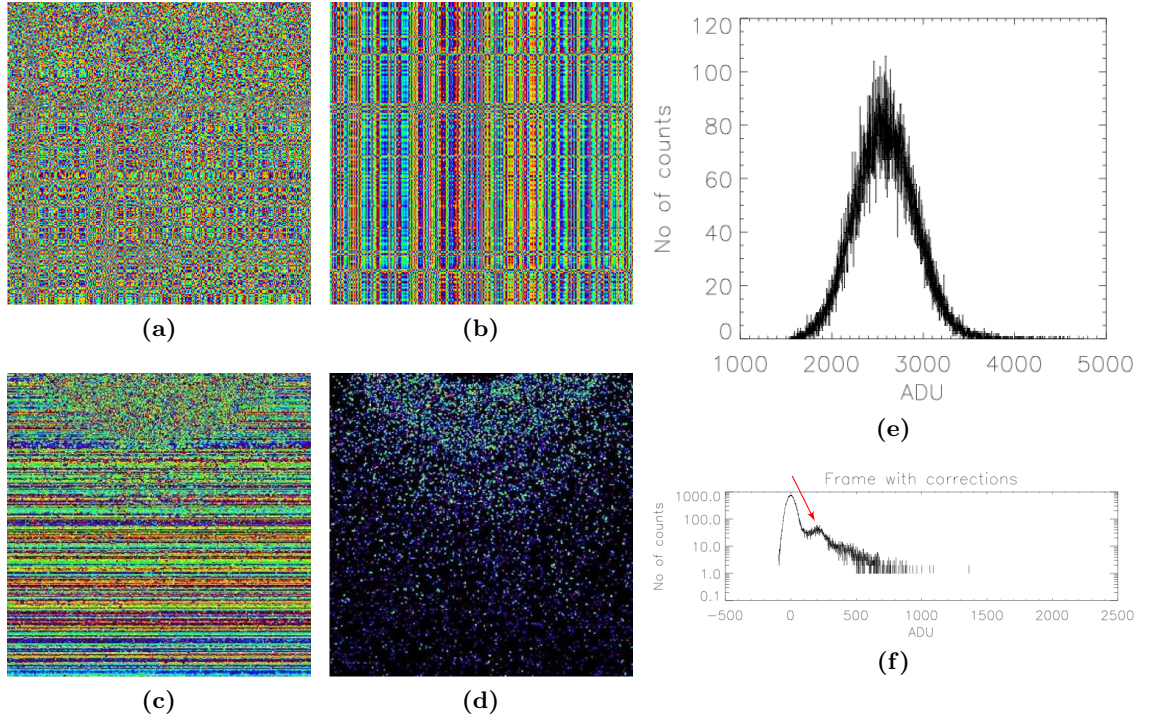 (a)
(b)
(c)
(d)
120
100
80
60
40
20
0
No of counts
1000 2000 3000 4000 5000
ADU
(e)
Frame with corrections
1000.0
100.0
10.0
1.0
0.1
No of counts
−500 0 500 1000 1500 2000 2500
ADU
(f)